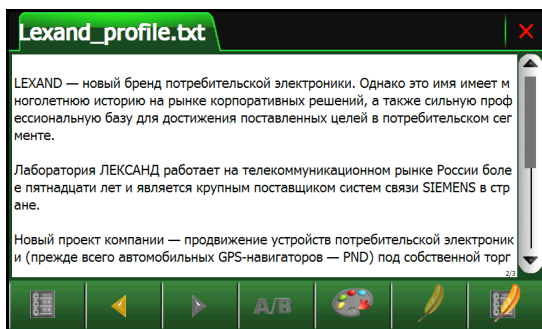 Lexand_profile.txt
LEXAND — новый бренд потребительской электроники. Однако это имя имеет м
ноголетнюю историю на рынке корпоративных решений, а также сильную проф
ессиональную базу для достижения поставленных целей в потребительском сег
менте.
Лаборатория ЛЕКСАНД работает на телекоммуникационном рынке России боле
е пятнадцати лет и является крупным поставщиком систем связи SIEMENS в стр
ане.
Новый проект компании — продвижение устройств потребительской электроник
и (прежде всего автомобильных GPS-навигаторов — PND) под собственной торг
2/3
A/B